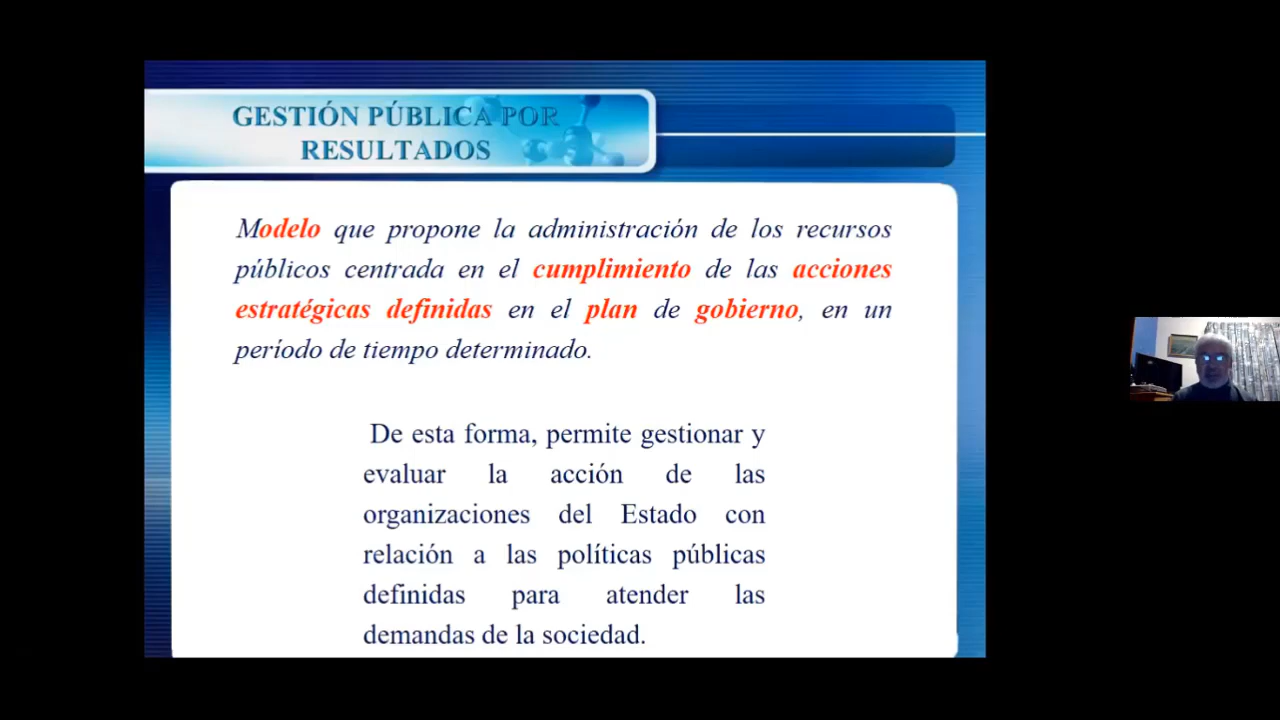 GESTIÓN PÚBLICA POR
RESULTADOS
Modelo que propone la administración de los recursos
públicos centrada en el cumplimiento de las acciones
estratégicas definidas en el plan de gobierno, en un
período de tiempo determinado.
De esta forma, permite gestionar y
evaluar la acción de las
organizaciones del Estado con
relación a las políticas públicas
definidas para atender las
demandas de la sociedad.